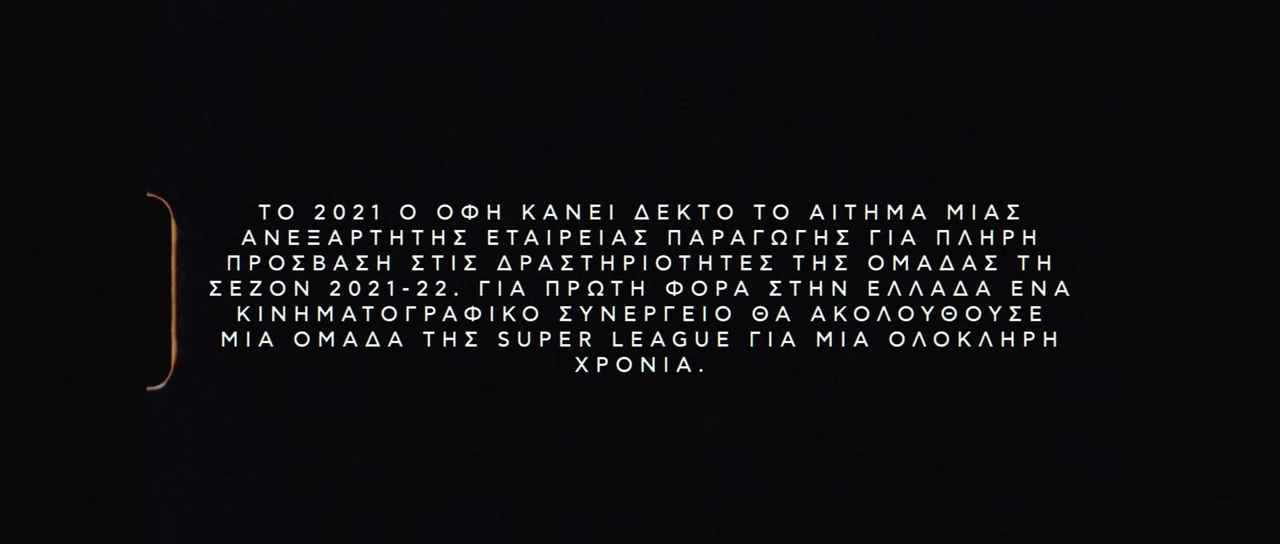 ΤΟ 2021 Ο ΟΦΗ ΚΑΝΕΙ ΔΕΚΤΟ ΤΟ ΑΙΤΗΜΑ ΜΙΑΣ
ΑΝΕΞΑΡΤΗΤΗΣ ΕΤΑΙΡΕΙΑΣ ΠΑΡΑΓΩΓΗΣ ΓΙΑ ΠΛΗΡΗ
ΠΡΟΣΒΑΣΗ ΣΤΙΣ ΔΡΑΣΤΗΡΙΟΤΗΤΕΣ ΤΗΣ ΟΜΑΔΑΣ ΤΗ
ΣΕΖΟΝ 2021-22. ΓΙΑ ΠΡΩΤΗ ΦΟΡΑ ΣΤΗΝ ΕΛΛΑΔΑ ΕΝΑ
ΚΙΝΗΜΑΤΟΓΡΑΦΙΚΟ ΣΥΝΕΡΓΕΙΟ ΘΑ ΑΚΟΛΟΥΘΟΥΣΕ
ΜΙΑ ΟΜΑΔΑ ΤΗΣ SUPER LEAGUE ΓΙΑ ΜΙΑ ΟΛΟΚΛΗΡΗ
ΧΡΟΝΙΑ.